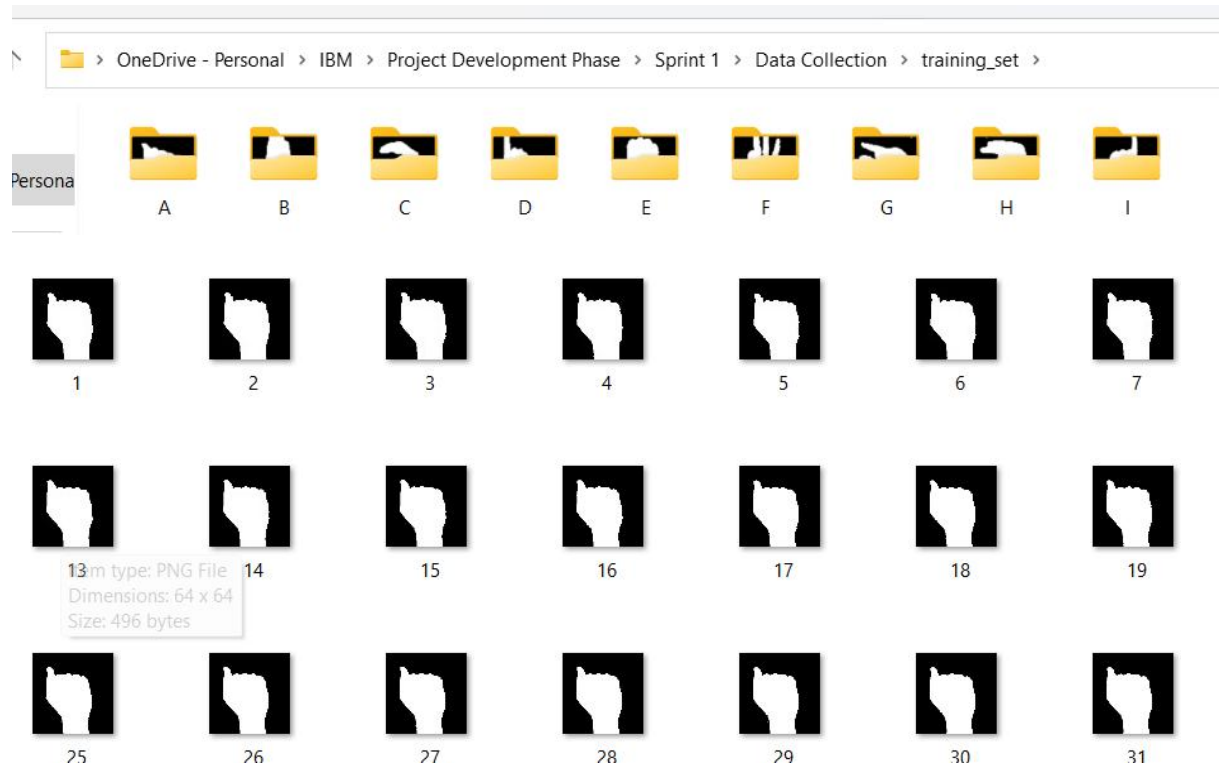 OneDrive - Personal > IBM > Project Development Phase > Sprint 1 > Data Collection > training_set >
Persona
A B C D E F G H I
1 2 3 4 5 6 7
13 14 15 16 17 18 19
Item type: PNG File
Dimensions: 64 x 64
Size: 496 bytes
25 26 27 28 29 30 31